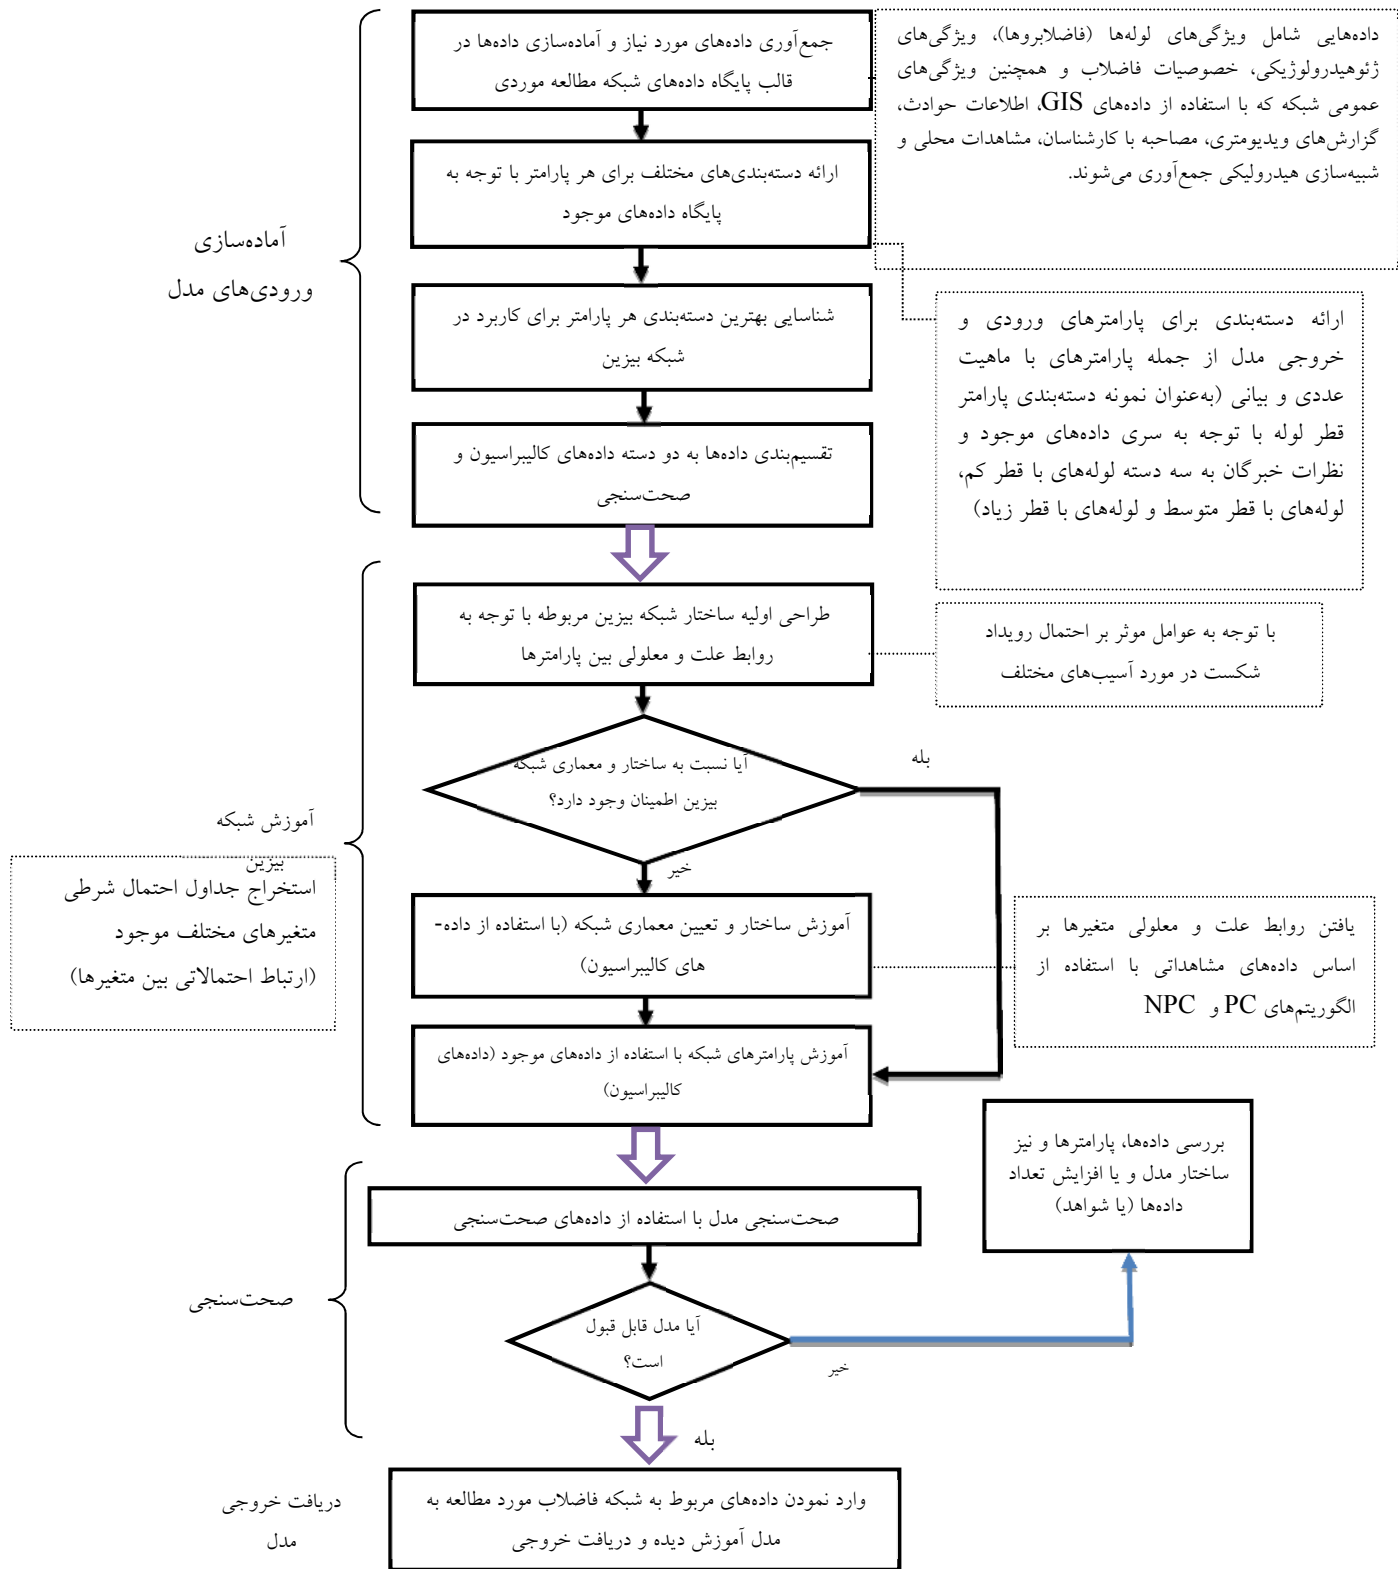 جمع‌آوری داده‌های مورد نیاز و آماده‌سازی داده‌ها در
قالب پایگاه داده‌های شبکه مطالعه موردی
داده‌هایی شامل ویژگی‌های لوله‌ها (فاضلابروها)، ویژگی‌های
ژئوهیدرولوژیکی، خصوصیات فاضلاب و همچنین ویژگی‌های
عمومی شبکه که با استفاده از داده‌های GIS، اطلاعات حوادث،
گزارش‌های ویدیومتری، مصاحبه با کارشناسان، مشاهدات محلی و
شبیه‌سازی هیدرولیکی جمع‌آوری می‌شوند.
ارائه دسته‌بندی‌های مختلف برای هر پارامتر با توجه به
پایگاه داده‌های موجود
آماده‌سازی
ورودی‌های مدل
شناسایی بهترین دسته‌بندی هر پارامتر برای کاربرد در
شبکه بیزین
ارائه دسته‌بندی برای پارامترهای ورودی و
خروجی مدل از جمله پارامترهای با ماهیت
عددی و بیانی (به‌عنوان نمونه دسته‌بندی پارامتر
قطر لوله با توجه به سری داده‌های موجود و
نظرات خبرگان به سه دسته لوله‌های با قطر کم،
لوله‌های با قطر متوسط و لوله‌های با قطر زیاد)
تقسیم‌بندی داده‌ها به دو دسته داده‌های کالیبراسیون و
صحت‌سنجی
طراحی اولیه ساختار شبکه بیزین مربوطه با توجه به
روابط علت و معلولی بین پارامترها
با توجه به عوامل موثر بر احتمال رویداد
شکست در مورد آسیب‌های مختلف
آیا نسبت به ساختار و معماری شبکه
بیزین اطمینان وجود دارد؟
بله
خیر
آموزش شبکه
بیزین
استخراج جداول احتمال شرطی
متغیرهای مختلف موجود
(ارتباط احتمالاتی بین متغیرها)
آموزش ساختار و تعیین معماری شبکه (با استفاده از داده-
های کالیبراسیون)
یافتن روابط علت و معلولی متغیرها بر
اساس داده‌های مشاهداتی با استفاده از
الگوریتم‌های PC و NPC
آموزش پارامترهای شبکه با استفاده از داده‌های موجود (داده‌های
کالیبراسیون)
بررسی داده‌ها، پارامترها و نیز
ساختار مدل و یا افزایش تعداد
داده‌ها (یا شواهد)
صحت‌سنجی مدل با استفاده از داده‌های صحت‌سنجی
صحت‌سنجی
آیا مدل قابل قبول
است؟
خیر
بله
دریافت خروجی
مدل
وارد نمودن داده‌های مربوط به شبکه فاضلاب مورد مطالعه به
مدل آموزش دیده و دریافت خروجی